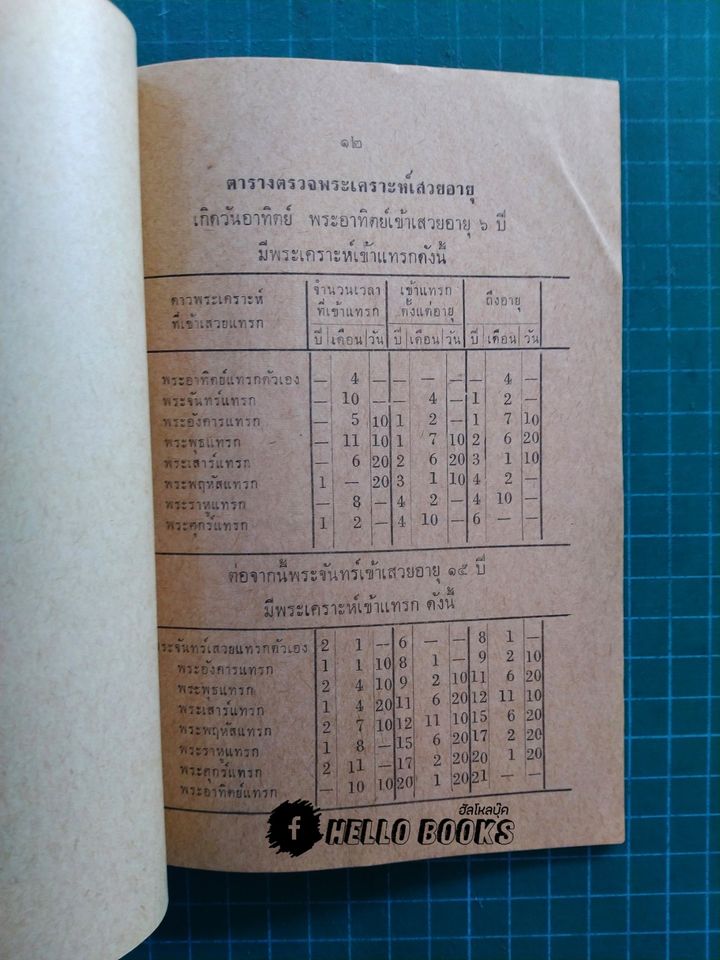 ๑๒
ตารางตรวจพระเคราะห์เสวยอายุ
เกิดวันอาทิตย์ พระอาทิตย์เข้าเสวยอายุ ๖ ปี
มีพระเคราะห์เข้าแทรกดังนี้
ดาวพระเคราะห์ จำนวนเวลา เข้าแทรก ถึงอายุ
ที่เข้าเสวยแทรก ที่เข้าแทรก ตั้งแต่อายุ
ปี เดือน วัน ปี เดือน วัน ปี เดือน วัน
พระอาทิตย์แทรกตัวเอง — 4 — — — — — 4 —
พระจันทร์แทรก — 10 — — 4 — 1 2 —
พระอังคารแทรก — 5 10 1 2 — 1 7 10
พระพุธแทรก — 11 10 1 7 10 2 6 20
พระเสาร์แทรก — 6 20 2 6 20 3 1 10
พระพฤหัสแทรก 1 — 20 3 1 10 4 2 —
พระราหูแทรก — 8 — 4 2 — 4 10 —
พระศุกร์แทรก 1 2 — 4 10 — 6 — —
ต่อจากนี้พระจันทร์เข้าเสวยอายุ ๑๕ ปี
มีพระเคราะห์เข้าแทรก ดังนี้
พระจันทร์เสวยแทรกตัวเอง 2 1 — 6 — — 8 1 —
พระอังคารแทรก 1 1 10 8 1 — 9 2 10
พระพุธแทรก 2 4 10 9 2 10 11 6 20
พระเสาร์แทรก 1 4 20 11 6 20 12 11 10
พระพฤหัสแทรก 2 7 10 12 11 10 15 6 20
พระราหูแทรก 1 8 — 15 6 20 17 2 20
พระศุกร์แทรก 2 11 — 17 2 20 20 1 20
พระอาทิตย์แทรก — 10 10 20 1 20 21 — —
ฮัลโหลบุ๊ค
f HELLO BOOKS